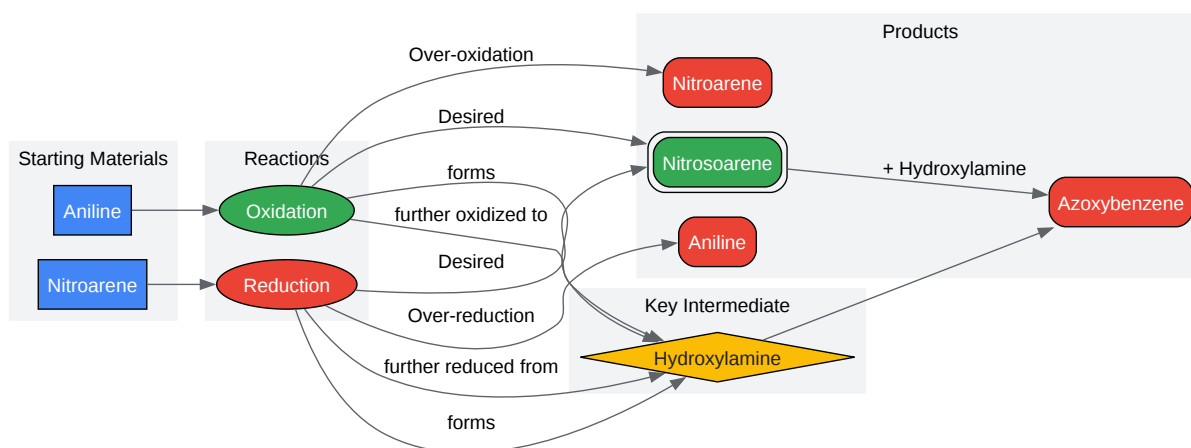 Products
Over-oxidation
Nitroarene
Desired
Starting Materials
Reactions
Nitrosoarene
+ Hydroxylamine
forms
Aniline
Oxidation
further oxidized to
Azoxybenzene
Aniline
Desired
Nitroarene
Reduction
Over-reduction
Key Intermediate
Hydroxylamine
further reduced from
forms